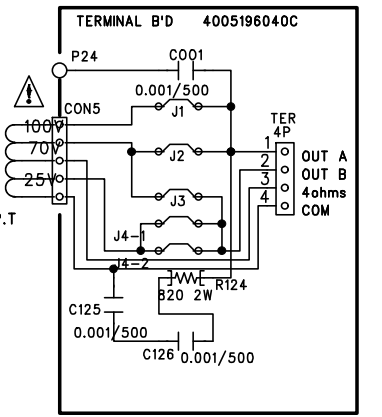 TERMINAL B'D 4005196040C
P24
C001
0.001/500
CON5
J1
100V
TER
4P
70V
J2
1
OUT A
2
OUT B
25V
3
4ohms
J3
4
COM
P.T
J4-1
J4-2
R124
820 2W
C125
0.001/500
C126
0.001/500